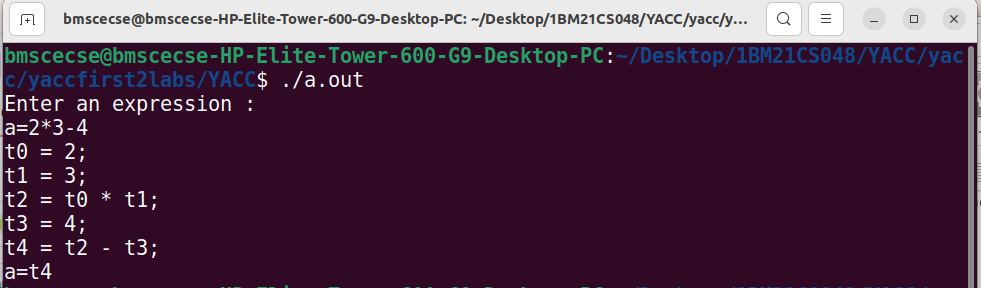 bmscecse@bmscecse-HP-Elite-Tower-600-G9-Desktop-PC: ~/Desktop/1BM21CS048/YACC/yacc/y...
bmscecse@bmscecse-HP-Elite-Tower-600-G9-Desktop-PC:~/Desktop/1BM21CS048/YACC/yac
c/yaccfirst2labs/YACC$ ./a.out
Enter an expression :
a=2*3-4
t0 = 2;
t1 = 3;
t2 = t0 * t1;
t3 = 4;
t4 = t2 - t3;
a=t4